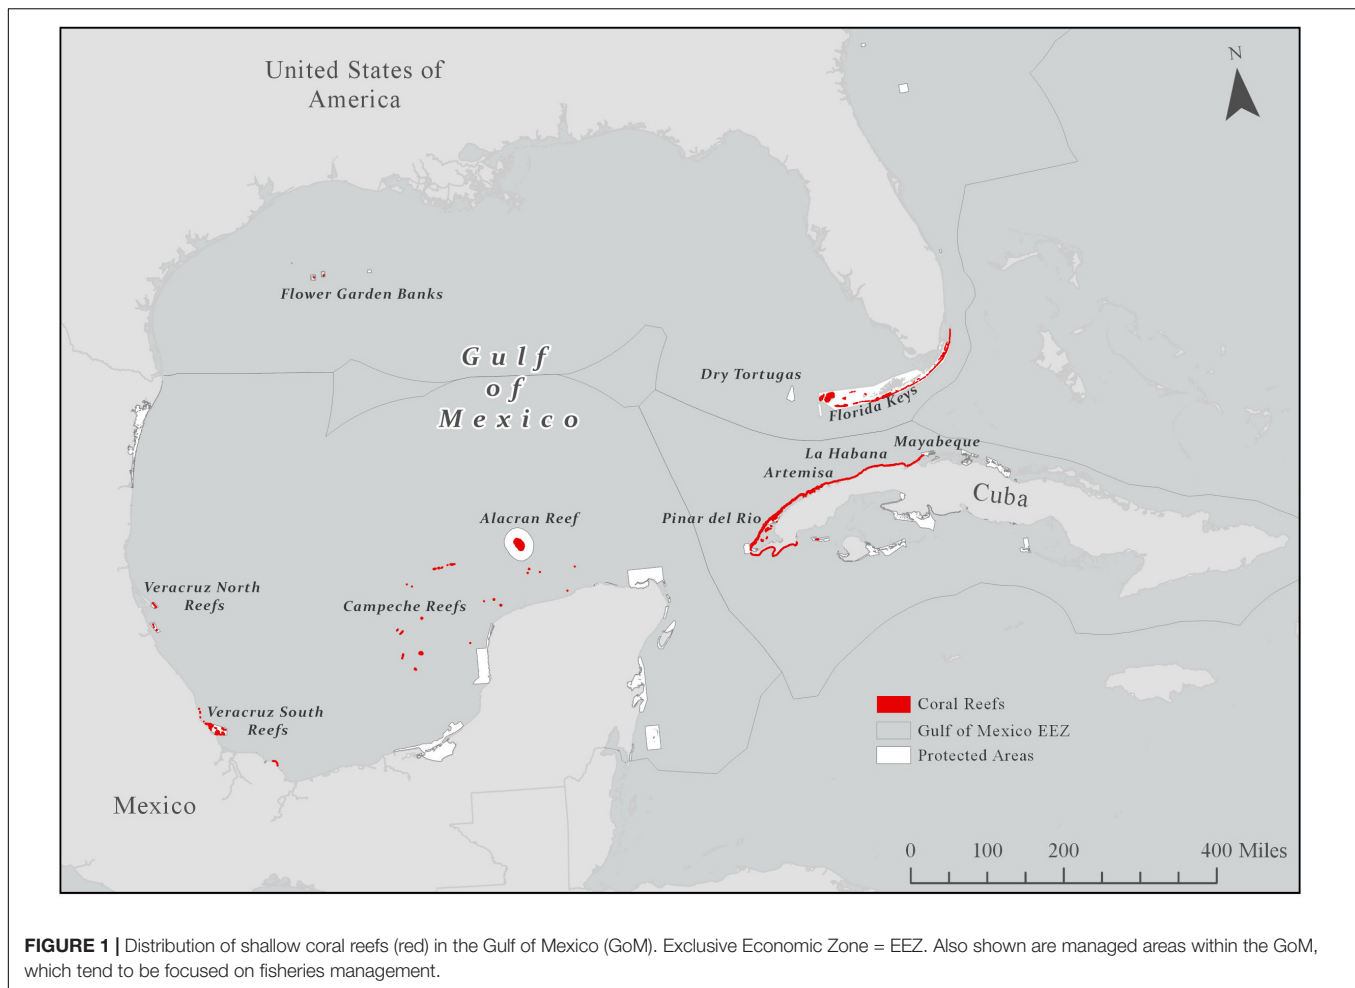 United States of
America
N
Flower Garden Banks
Gulf
of
Mexico
Dry Tortugas
Florida Keys
Mayabeque
La Habana
Artemisa
Cuba
Pinar del Rio
Alacran Reef
Veracruz North
Reefs
Campeche Reefs
Veracruz South
Reefs
Mexico
Coral Reefs
Gulf of Mexico EEZ
Protected Areas
0 100 200 400 Miles
FIGURE 1 | Distribution of shallow coral reefs (red) in the Gulf of Mexico (GoM). Exclusive Economic Zone = EEZ. Also shown are managed areas within the GoM,
which tend to be focused on fisheries management.